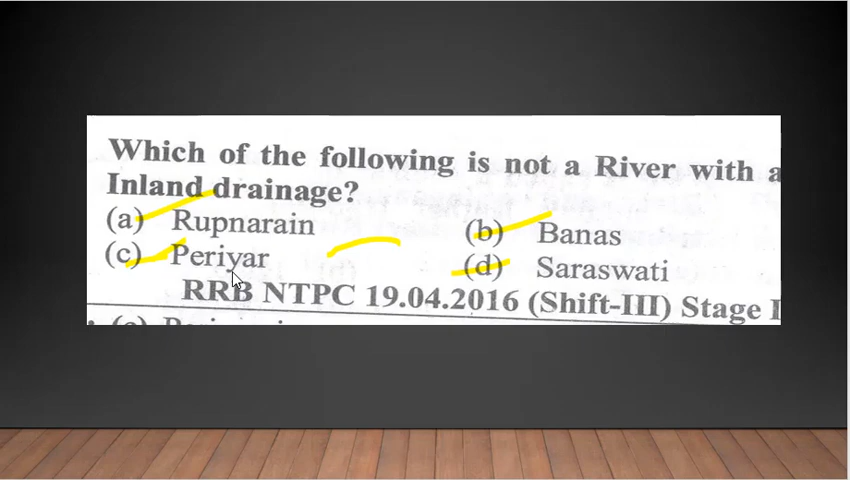 Which of the following is not a River with a
Inland drainage?
(a) Rupnarain (b) Banas
(c) Periyar (d) Saraswati
RRB NTPC 19.04.2016 (Shift-III) Stage I